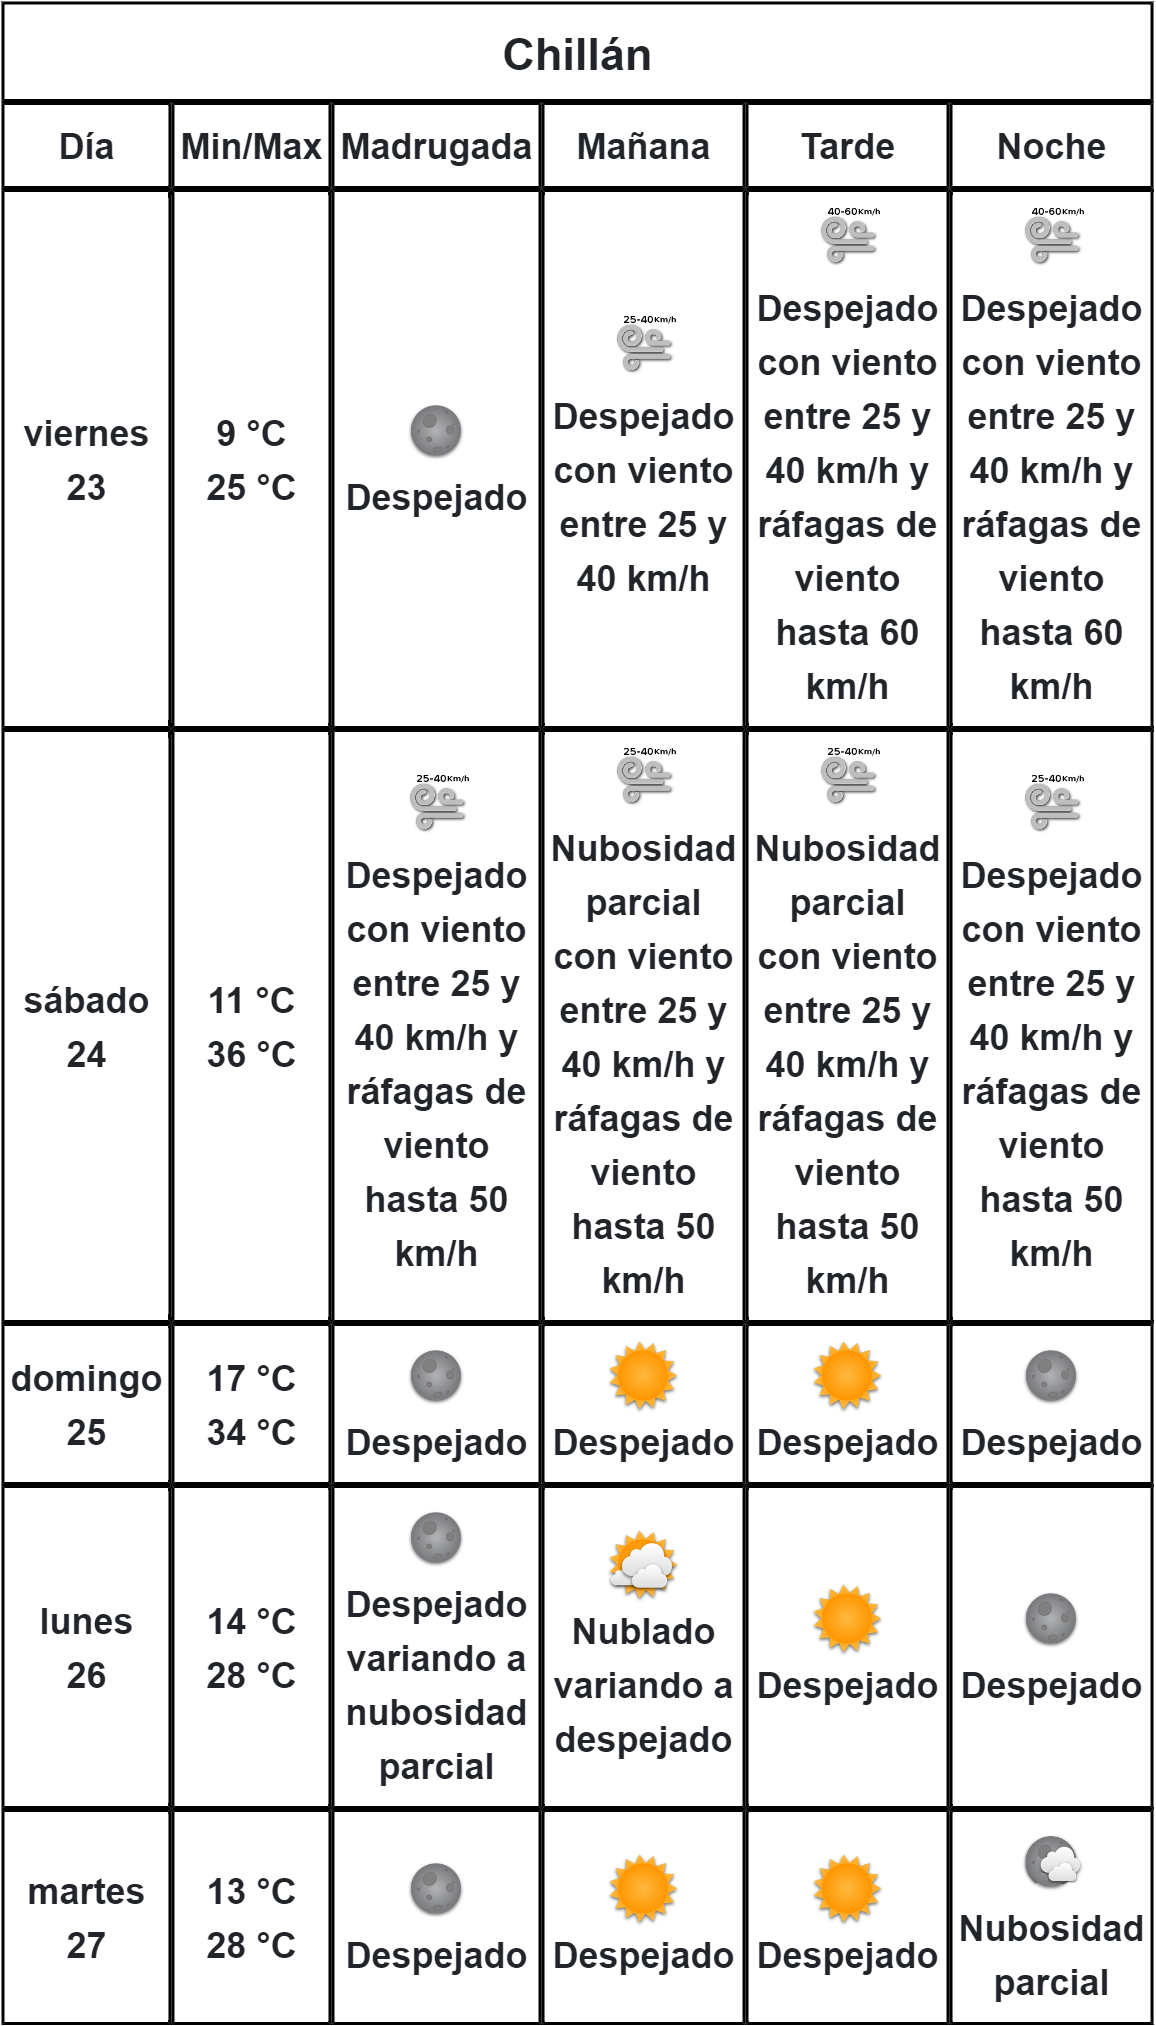 Chillán
Día
Min/Max
Madrugada
Mañana
Tarde
Noche
viernes
23
9 °C
25 °C
Despejado
25-40Km/h
Despejado
con viento
entre 25 y
40 km/h
40-60Km/h
Despejado
con viento
entre 25 y
40 km/h y
ráfagas de
viento
hasta 60
km/h
40-60Km/h
Despejado
con viento
entre 25 y
40 km/h y
ráfagas de
viento
hasta 60
km/h
sábado
24
11 °C
36 °C
25-40Km/h
Despejado
con viento
entre 25 y
40 km/h y
ráfagas de
viento
hasta 50
km/h
25-40Km/h
Nubosidad
parcial
con viento
entre 25 y
40 km/h y
ráfagas de
viento
hasta 50
km/h
25-40Km/h
Nubosidad
parcial
con viento
entre 25 y
40 km/h y
ráfagas de
viento
hasta 50
km/h
25-40Km/h
Despejado
con viento
entre 25 y
40 km/h y
ráfagas de
viento
hasta 50
km/h
domingo
25
17 °C
34 °C
Despejado
Despejado
Despejado
Despejado
lunes
26
14 °C
28 °C
Despejado
variando a
nubosidad
parcial
Nublado
variando a
despejado
Despejado
Despejado
martes
27
13 °C
28 °C
Despejado
Despejado
Despejado
Nubosidad
parcial